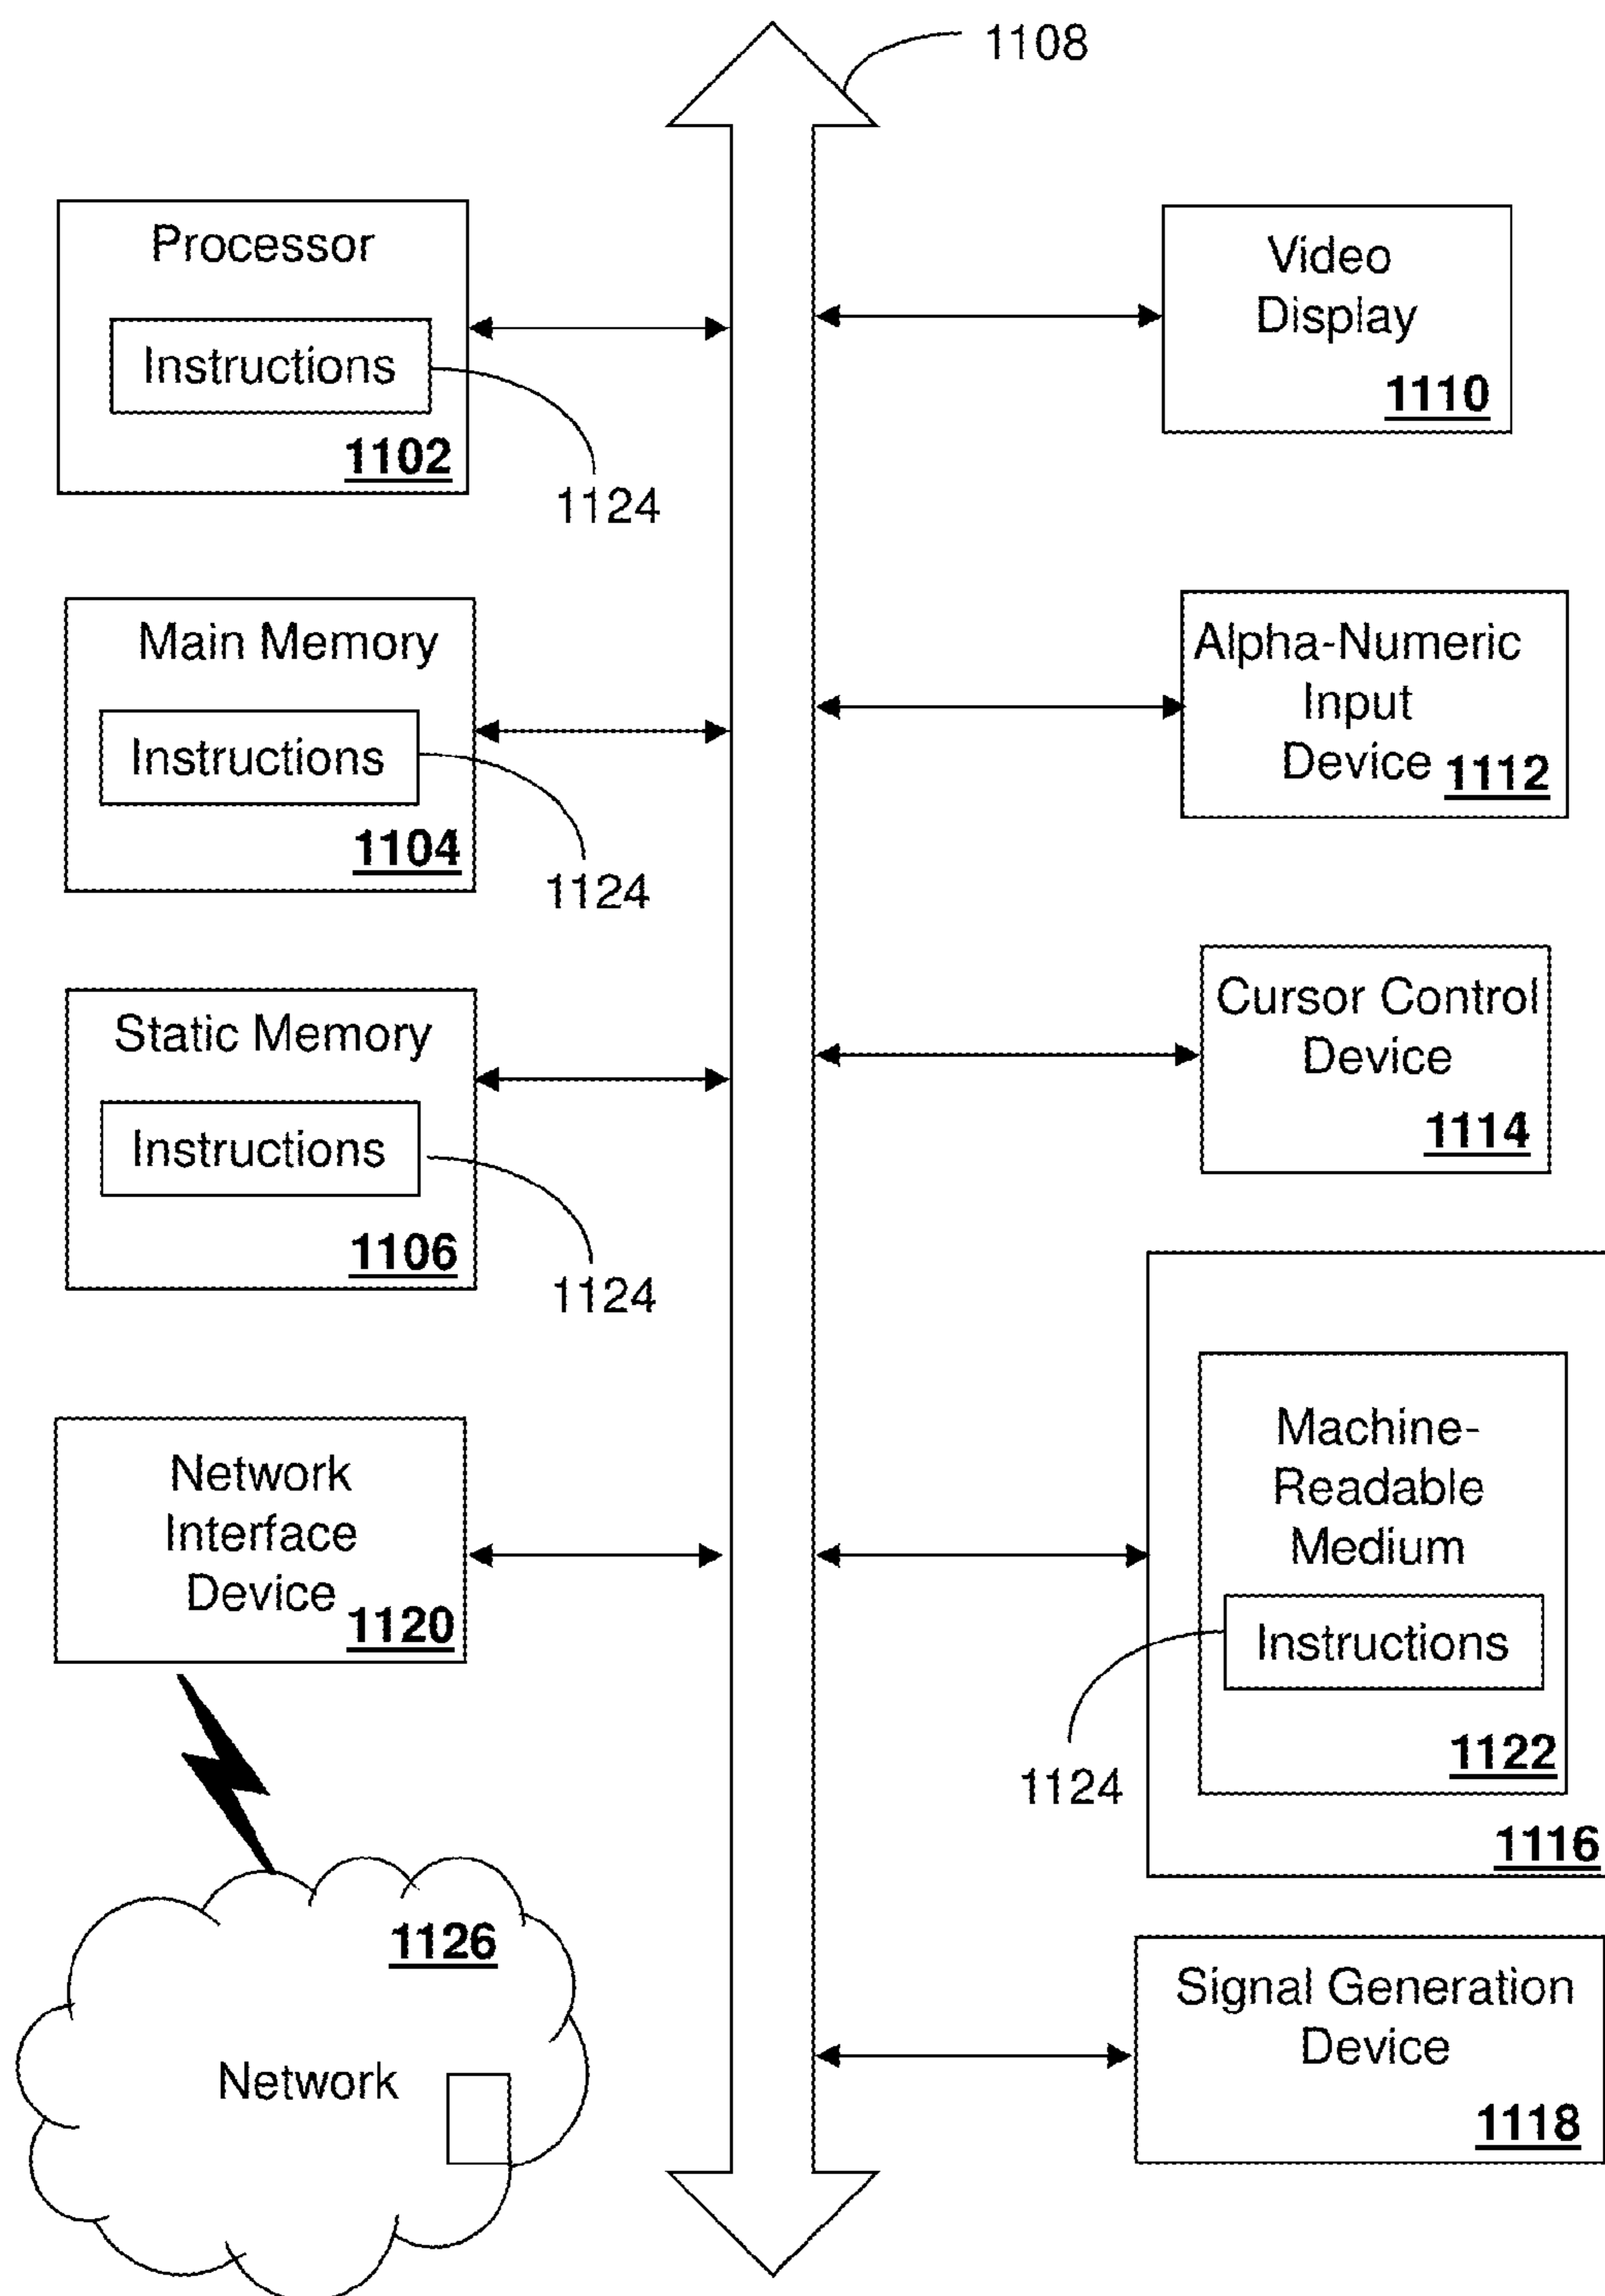 1108
Processor
Instructions
1102
1124
Main Memory
Instructions
1104
1124
Static Memory
Instructions
1106
1124
Network
Interface
Device
1120
1126
Network
Video
Display
1110
Alpha-Numeric
Input
Device 1112
Cursor Control
Device
1114
Machine-
Readable
Medium
Instructions
1122
1124
1116
Signal Generation
Device
1118